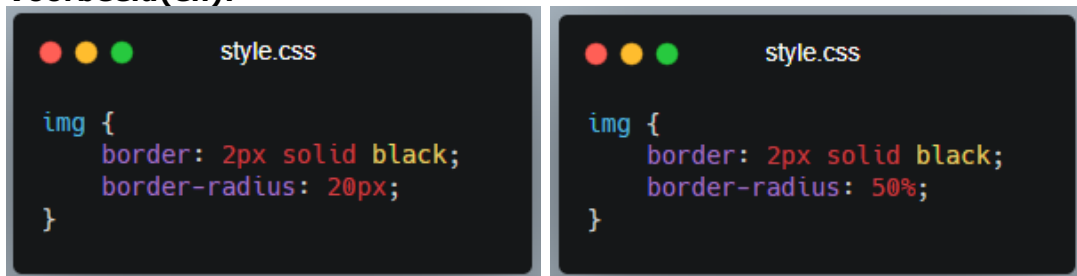 style.css
img {
    border: 2px solid black;
    border-radius: 20px;
}
style.css
img {
    border: 2px solid black;
    border-radius: 50%;
}